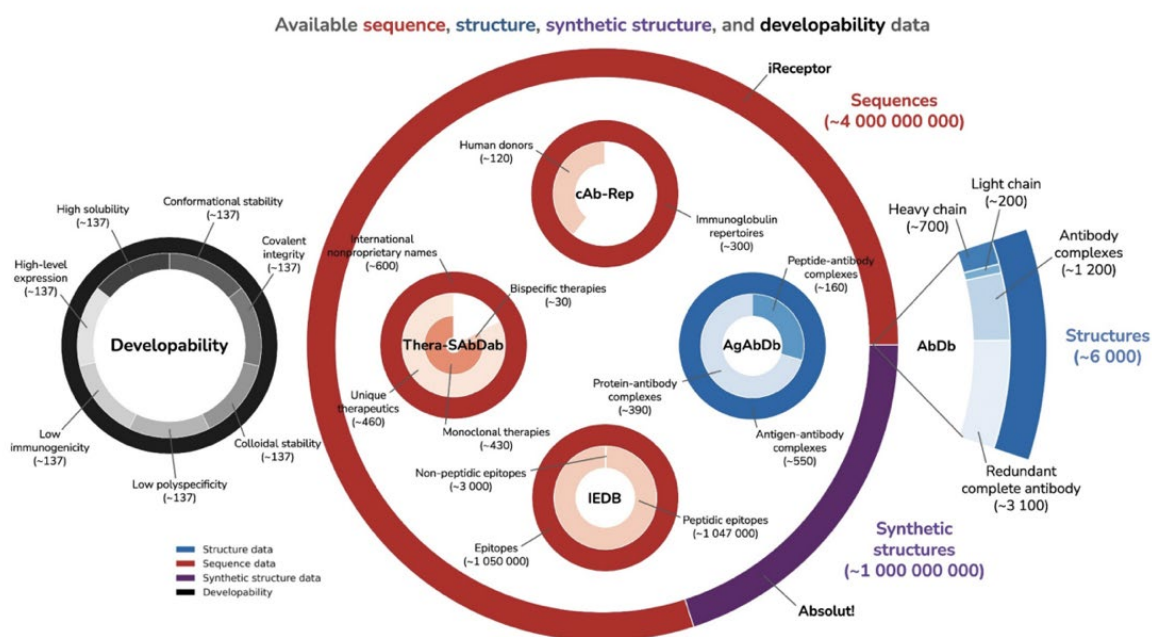 Available sequence, structure, synthetic structure, and developability data
iReceptor
Sequences
(~4 000 000 000)
Human donors
(~120)
cAb-Rep
Immunoglobulin
repertoires
(~300)
High solubility
(~137)
Conformational stability
(~137)
Covalent
integrity
(~137)
High-level
expression
(~137)
Developability
Low
immunogenicity
(~137)
Low polyspecificity
(~137)
Colloidal stability
(~137)
International
nonproprietary names
(~600)
Bispecific therapies
(~30)
Thera-SAbDab
Unique
therapeutics
(~460)
Monoclonal therapies
(~430)
Peptide-antibody
complexes
(~160)
AgAbDb
Protein-antibody
complexes
(~390)
Antigen-antibody
complexes
(~550)
Non-peptidic epitopes
(~3 000)
IEDB
Peptidic epitopes
(~1 047 000)
Epitopes
(~1 050 000)
Light chain
(~200)
Heavy chain
(~700)
Antibody
complexes
(~1 200)
AbDb
Structures
(~6 000)
Redundant
complete antibody
(~3 100)
Synthetic
structures
(~1 000 000 000)
Absolut!
Structure data
Sequence data
Synthetic structure data
Developability